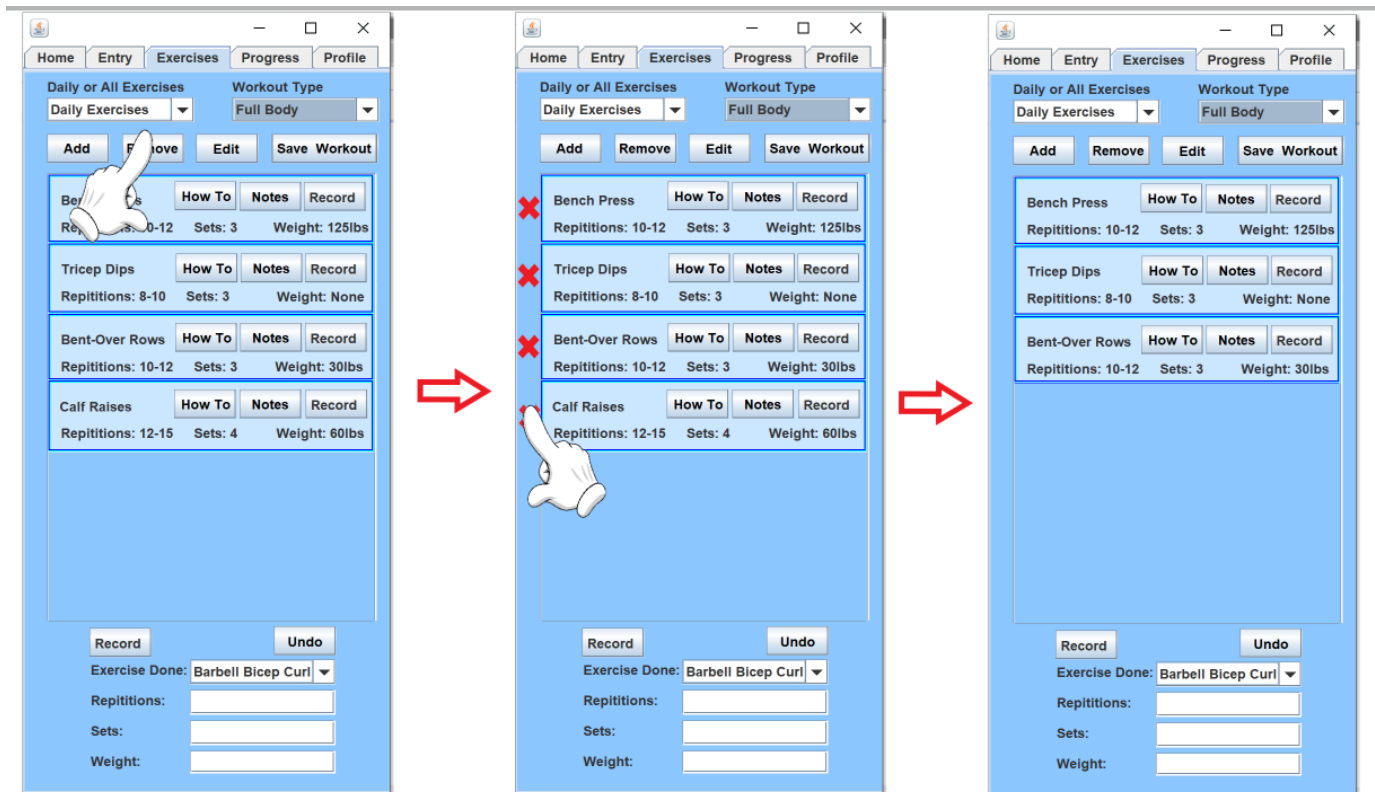 Home Entry Exercises Progress Profile
Daily or All Exercises Workout Type
Daily Exercises Full Body
Add Edit Save Workout
How To Notes Record
Sets: 3 Weight: 125lbs
Tricep Dips How To Notes Record
Repititions: 8-10 Sets: 3 Weight: None
Bent-Over Rows How To Notes Record
Repititions: 10-12 Sets: 3 Weight: 30lbs
Calf Raises How To Notes Record
Repititions: 12-15 Sets: 4 Weight: 60lbs
Record Undo
Exercise Done: Barbell Bicep Curl
Repititions:
Sets:
Weight:
Home Entry Exercises Progress Profile
Daily or All Exercises Workout Type
Daily Exercises Full Body
Add Remove Edit Save Workout
Bench Press How To Notes Record
Repititions: 10-12 Sets: 3 Weight: 125lbs
Tricep Dips How To Notes Record
Repititions: 8-10 Sets: 3 Weight: None
Bent-Over Rows How To Notes Record
Repititions: 10-12 Sets: 3 Weight: 30lbs
Calf Raises How To Notes Record
Repititions: 12-15 Sets: 4 Weight: 60lbs
Record Undo
Exercise Done: Barbell Bicep Curl
Repititions:
Sets:
Weight:
Home Entry Exercises Progress Profile
Daily or All Exercises Workout Type
Daily Exercises Full Body
Add Remove Edit Save Workout
Bench Press How To Notes Record
Repititions: 10-12 Sets: 3 Weight: 125lbs
Tricep Dips How To Notes Record
Repititions: 8-10 Sets: 3 Weight: None
Bent-Over Rows How To Notes Record
Repititions: 10-12 Sets: 3 Weight: 30lbs
Record Undo
Exercise Done: Barbell Bicep Curl
Repititions:
Sets:
Weight: